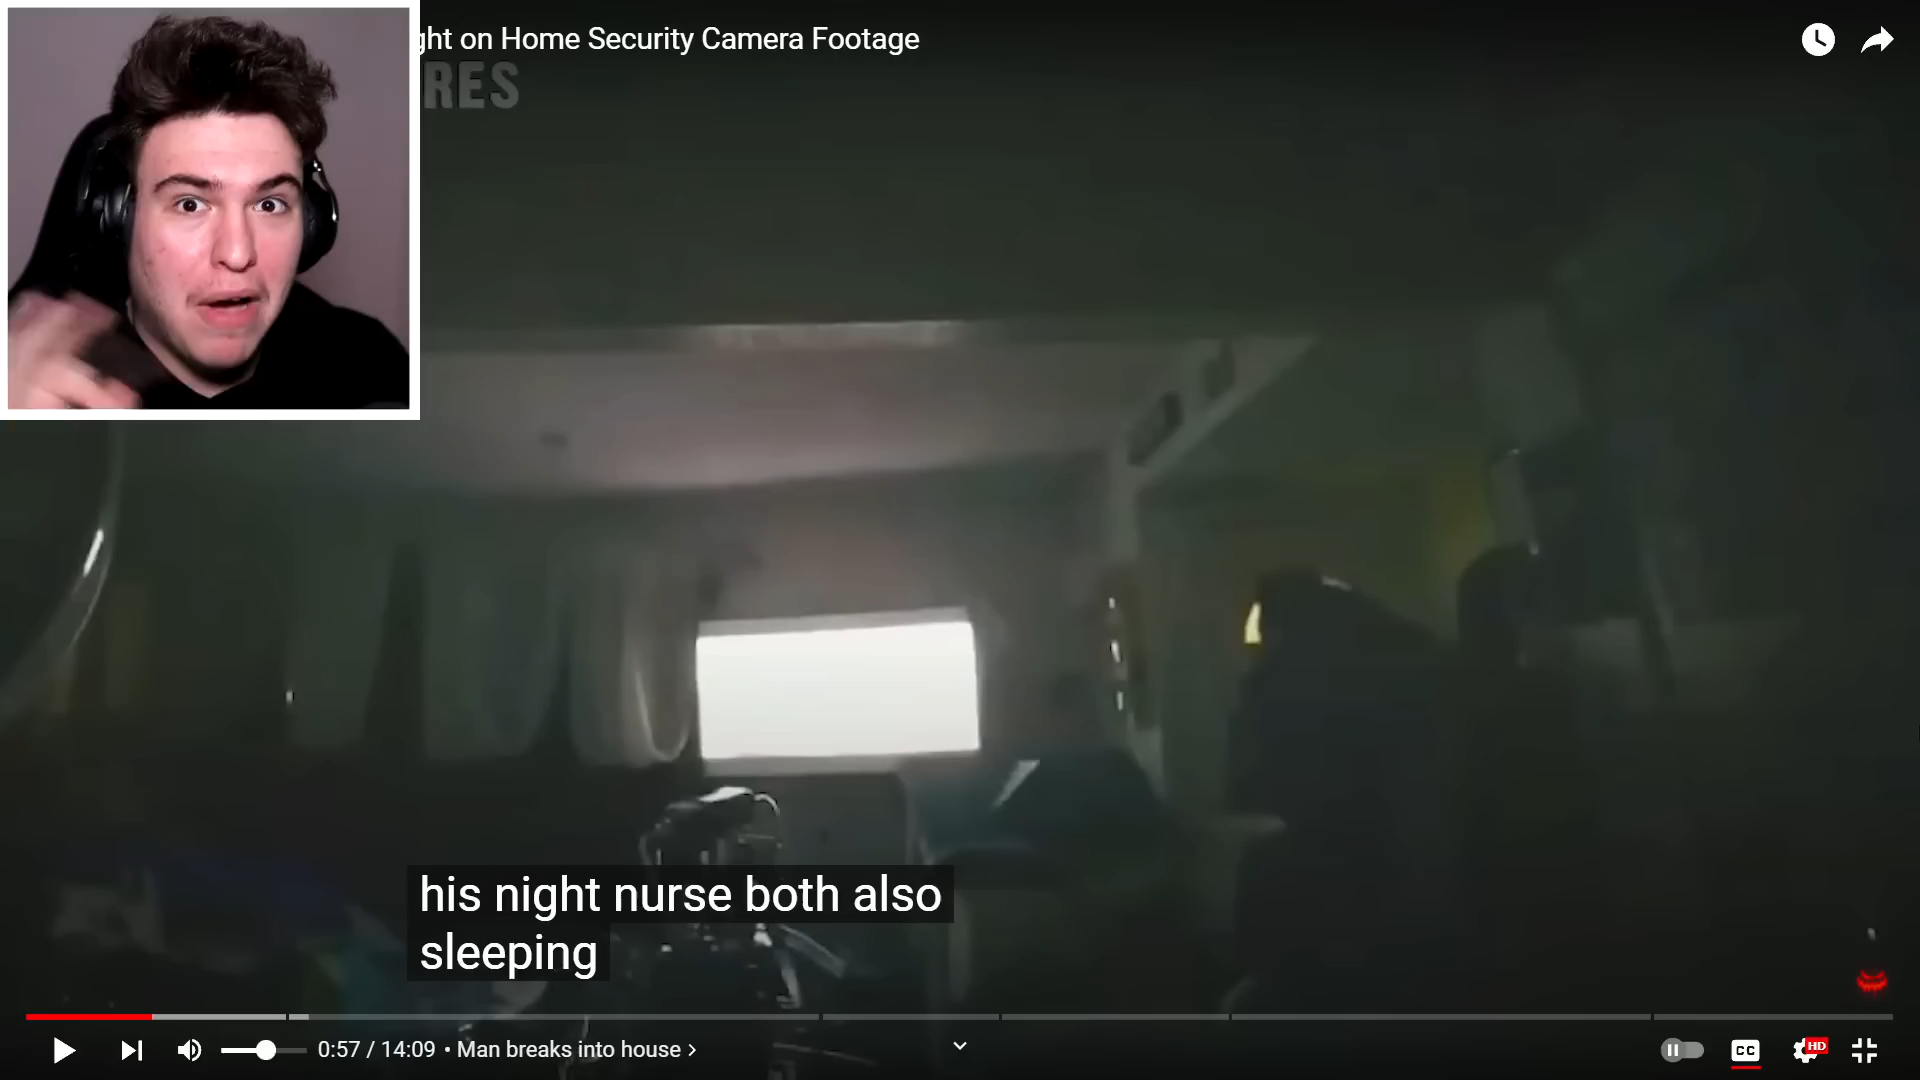 ght on Home Security Camera Footage
RES
his night nurse both also
sleeping
0:57 / 14:09 • Man breaks into house ›
CC
HD